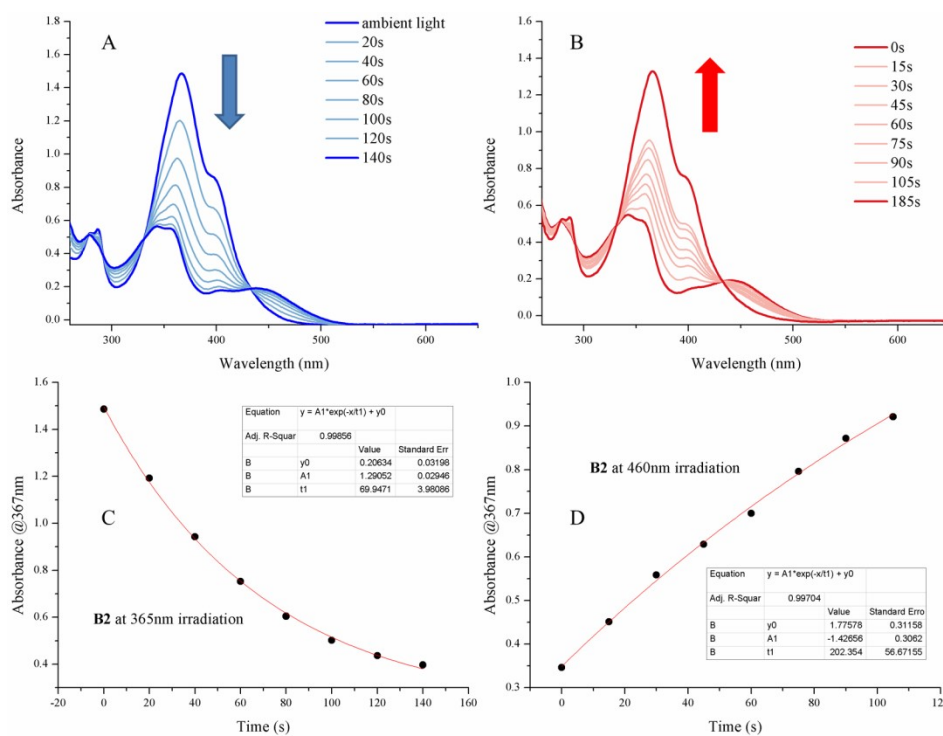 A
ambient light
20s
40s
60s
80s
100s
120s
140s
1.8
1.6
1.4
1.2
1.0
0.8
0.6
0.4
0.2
0.0
Absorbance
300 400 500 600
Wavelength (nm)
B
0s
15s
30s
45s
60s
75s
90s
105s
185s
1.8
1.6
1.4
1.2
1.0
0.8
0.6
0.4
0.2
0.0
Absorbance
300 400 500 600
Wavelength (nm)
C
1.6
1.4
1.2
1.0
0.8
0.6
0.4
Absorbance @367nm
Equation y = A1*exp(-x/t1) + y0
Adj. R-Squar 0.99856
Value Standard Err
B y0 0.20634 0.03198
B A1 1.29052 0.02946
B t1 69.9471 3.98086
B2 at 365nm irradiation
-20 0 20 40 60 80 100 120 140 160
Time (s)
D
1.0
0.9
0.8
0.7
0.6
0.5
0.4
0.3
Absorbance @367nm
B2 at 460nm irradiation
Equation y = A1*exp(-x/t1) + y0
Adj. R-Squar 0.99704
Value Standard Erro
B y0 1.77578 0.31158
B A1 -1.42656 0.3062
B t1 202.354 56.67155
0 20 40 60 80 100 120
Time (s)